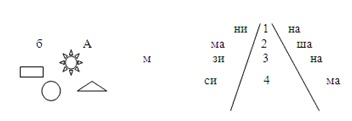 ни 1 на
б А ма 2 ша
м зи 3 на
си 4 ма